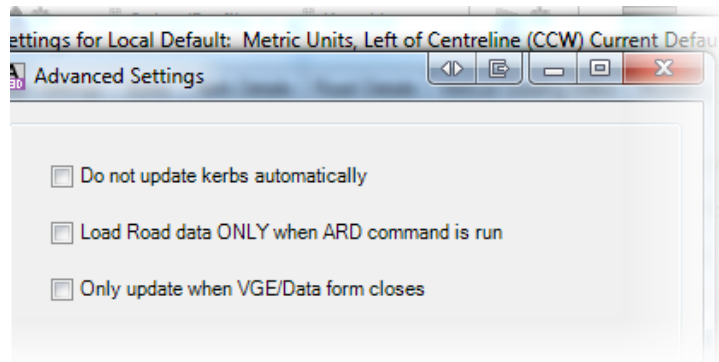 ettings for Local Default: Metric Units, Left of Centreline (CCW) Current Defau
Advanced Settings
Do not update kerbs automatically
Load Road data ONLY when ARD command is run
Only update when VGE/Data form closes